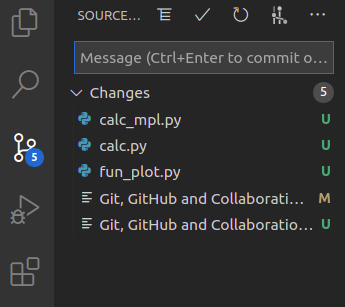 SOURCE...
Message (Ctrl+Enter to commit o...
Changes 5
calc_mpl.py U
5
calc.py U
fun_plot.py U
Git, GitHub and Collaborati... M
Git, GitHub and Collaboratio... U